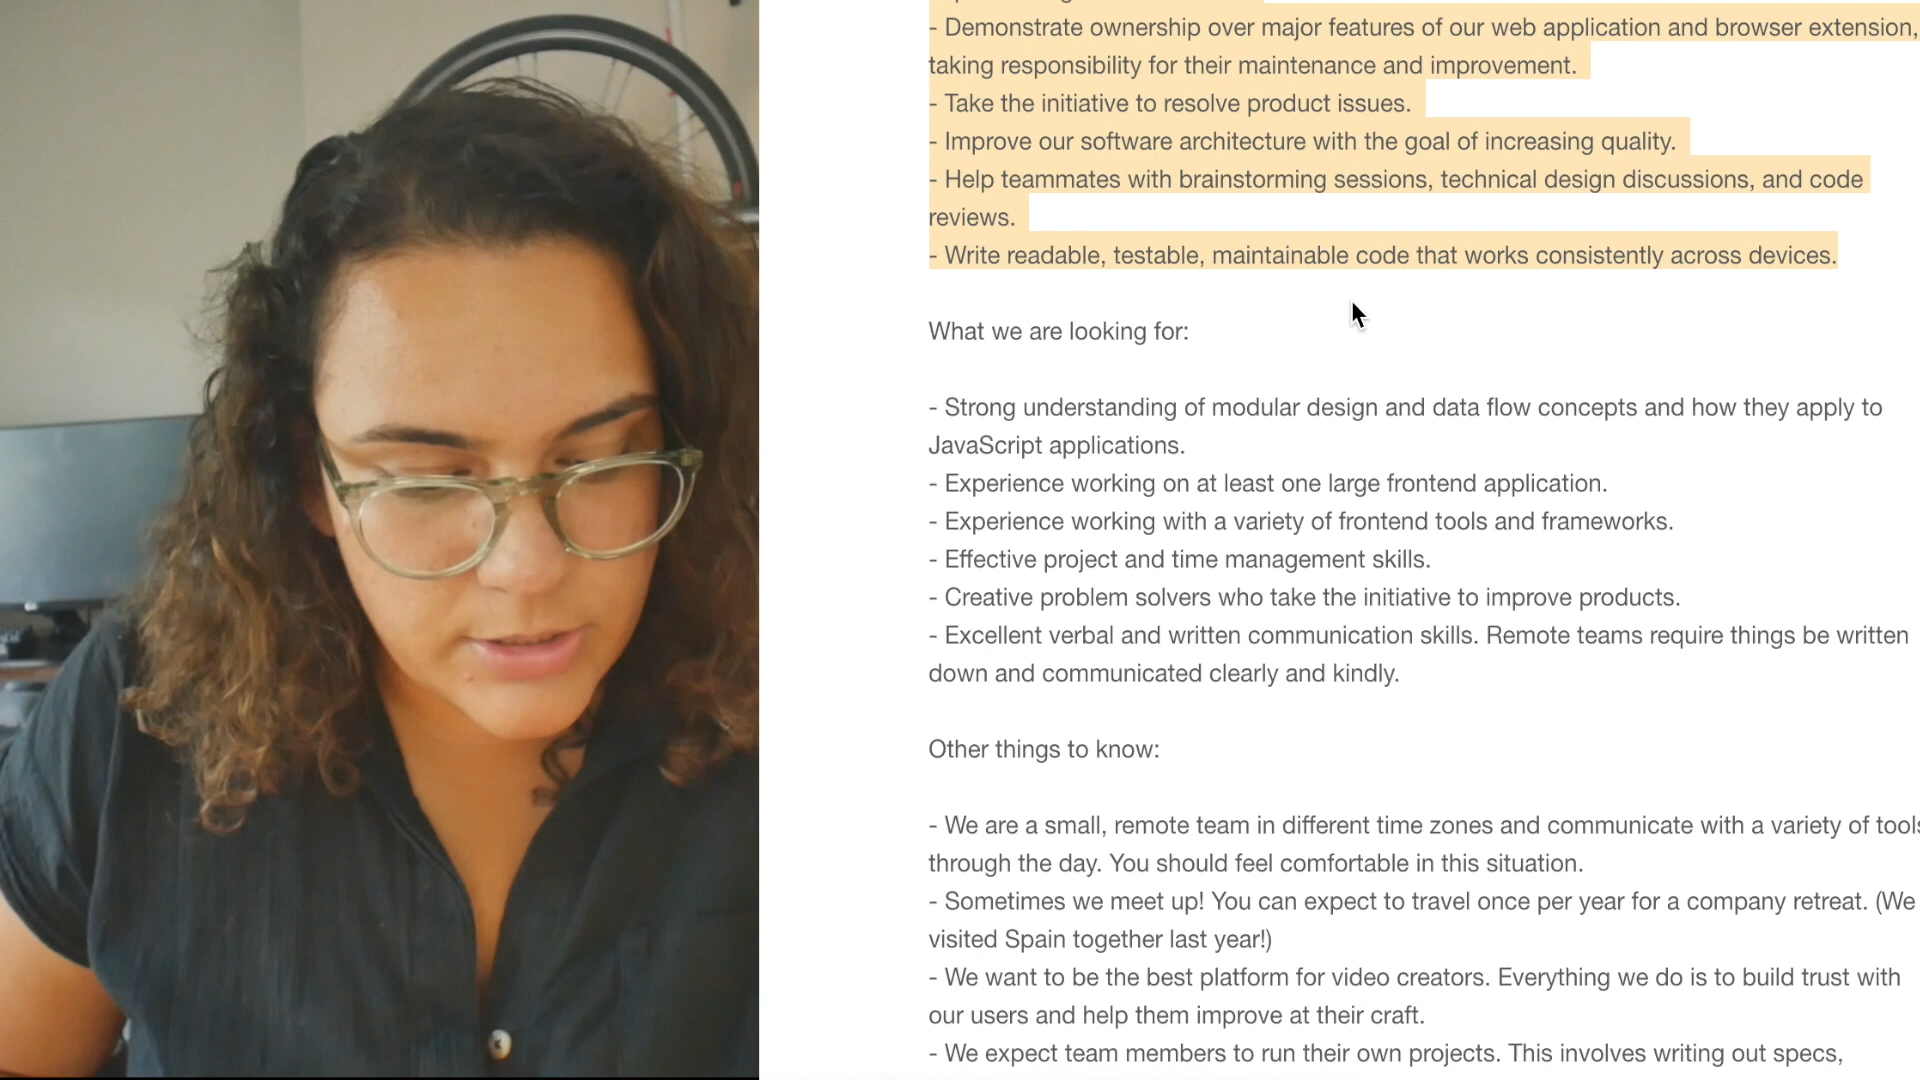 - Demonstrate ownership over major features of our web application and browser extension,
taking responsibility for their maintenance and improvement.
- Take the initiative to resolve product issues.
- Improve our software architecture with the goal of increasing quality.
- Help teammates with brainstorming sessions, technical design discussions, and code
reviews.
- Write readable, testable, maintainable code that works consistently across devices.
What we are looking for:
- Strong understanding of modular design and data flow concepts and how they apply to
JavaScript applications.
- Experience working on at least one large frontend application.
- Experience working with a variety of frontend tools and frameworks.
- Effective project and time management skills.
- Creative problem solvers who take the initiative to improve products.
- Excellent verbal and written communication skills. Remote teams require things be written
down and communicated clearly and kindly.
Other things to know:
- We are a small, remote team in different time zones and communicate with a variety of tools
through the day. You should feel comfortable in this situation.
- Sometimes we meet up! You can expect to travel once per year for a company retreat. (We
visited Spain together last year!)
- We want to be the best platform for video creators. Everything we do is to build trust with
our users and help them improve at their craft.
- We expect team members to run their own projects. This involves writing out specs,